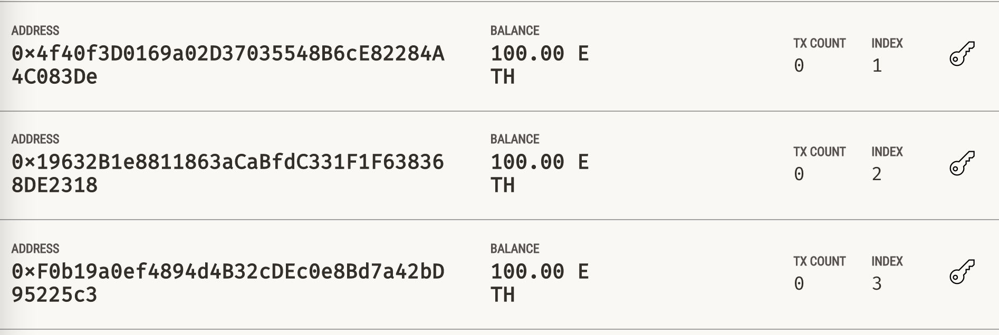 ADDRESS
0×4f40f3D0169a02D37035548B6cE82284A
4C083De
BALANCE
100.00 E
TH
TX COUNT
0
INDEX
1
ADDRESS
0×19632B1e8811863aCaBfdC331F1F63836
8DE2318
BALANCE
100.00 E
TH
TX COUNT
0
INDEX
2
ADDRESS
0×F0b19a0ef4894d4B32cDEc0e8Bd7a42bD
95225c3
BALANCE
100.00 E
TH
TX COUNT
0
INDEX
3